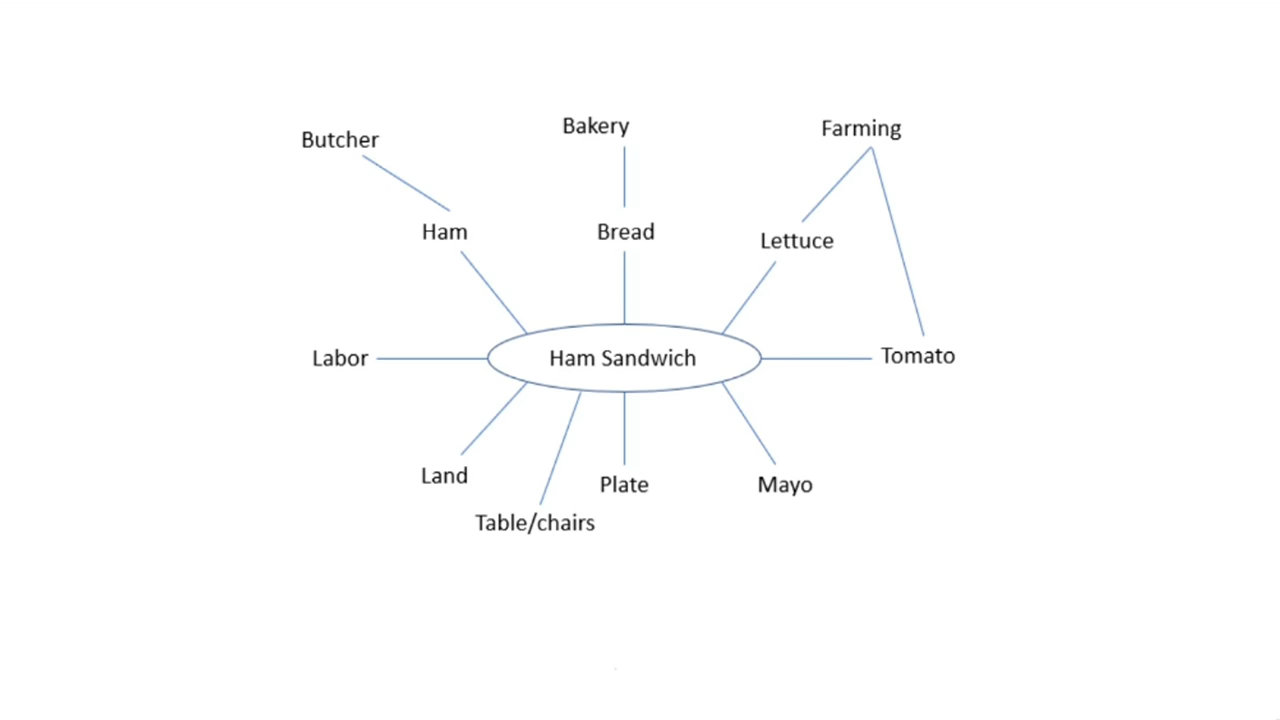 Bakery
Farming
Butcher
Ham
Bread
Lettuce
Labor
Ham Sandwich
Tomato
Land
Plate
Mayo
Table/chairs